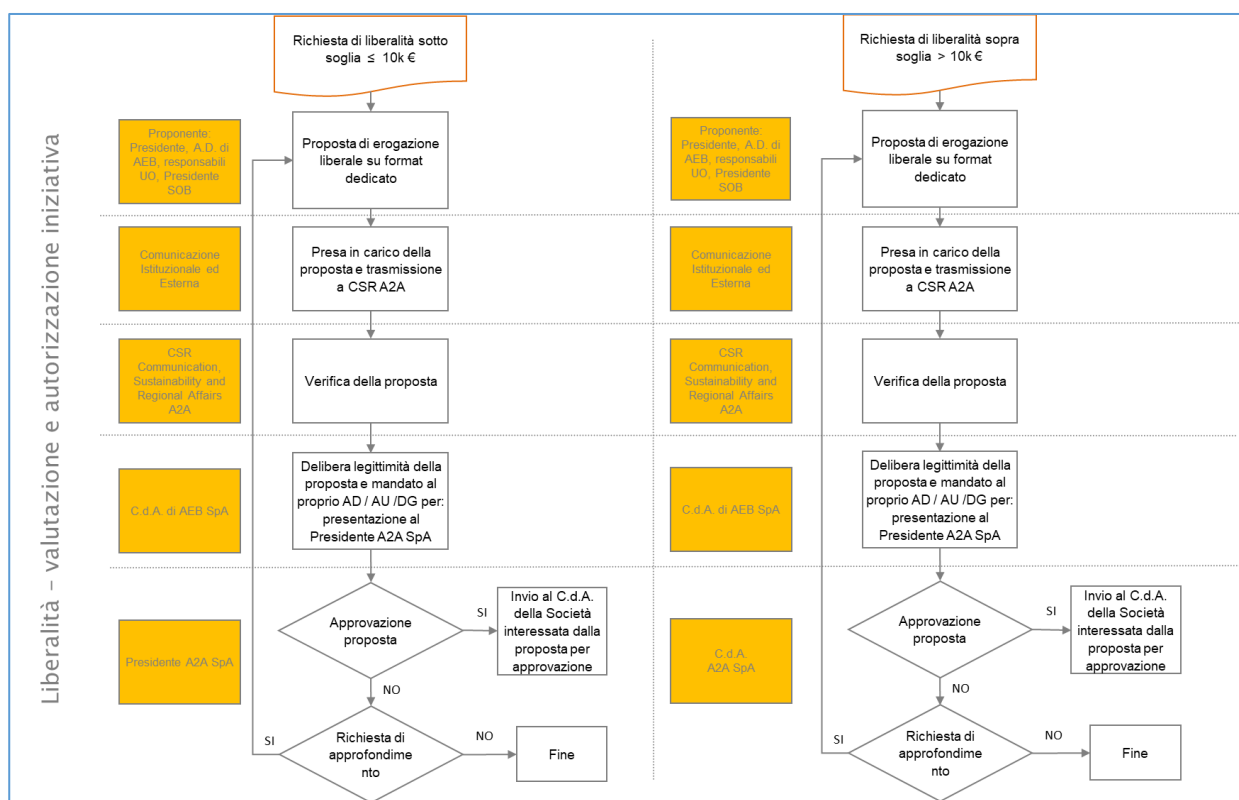 Liberalità – valutazione e autorizzazione iniziativa
Richiesta di liberalità sotto
soglia ≤ 10k €
Proponente:
Presidente, A.D. di
AEB, responsabili
UO, Presidente
SOB
Proposta di erogazione
liberale su format
dedicato
Comunicazione
Istituzionale ed
Esterna
Presa in carico della
proposta e trasmissione
a CSR A2A
CSR
Communication,
Sustainability and
Regional Affairs
A2A
Verifica della proposta
C.d.A. di AEB SpA
Delibera legittimità della
proposta e mandato al
proprio AD / AU /DG per:
presentazione al
Presidente A2A SpA
Presidente A2A SpA
Approvazione
proposta
SI
Invio al C.d.A.
della Società
interessata dalla
proposta per
approvazione
NO
SI
Richiesta di
approfondime
nto
NO
Fine
Richiesta di liberalità sopra
soglia > 10k €
Proponente:
Presidente, A.D. di
AEB, responsabili
UO, Presidente
SOB
Proposta di erogazione
liberale su format
dedicato
Comunicazione
Istituzionale ed
Esterna
Presa in carico della
proposta e trasmissione
a CSR A2A
CSR
Communication,
Sustainability and
Regional Affairs
A2A
Verifica della proposta
C.d.A. di AEB SpA
Delibera legittimità della
proposta e mandato al
proprio AD / AU /DG per:
presentazione al
Presidente A2A SpA
C.d.A.
A2A SpA
Approvazione
proposta
SI
Invio al C.d.A.
della Società
interessata dalla
proposta per
approvazione
NO
SI
Richiesta di
approfondime
nto
NO
Fine